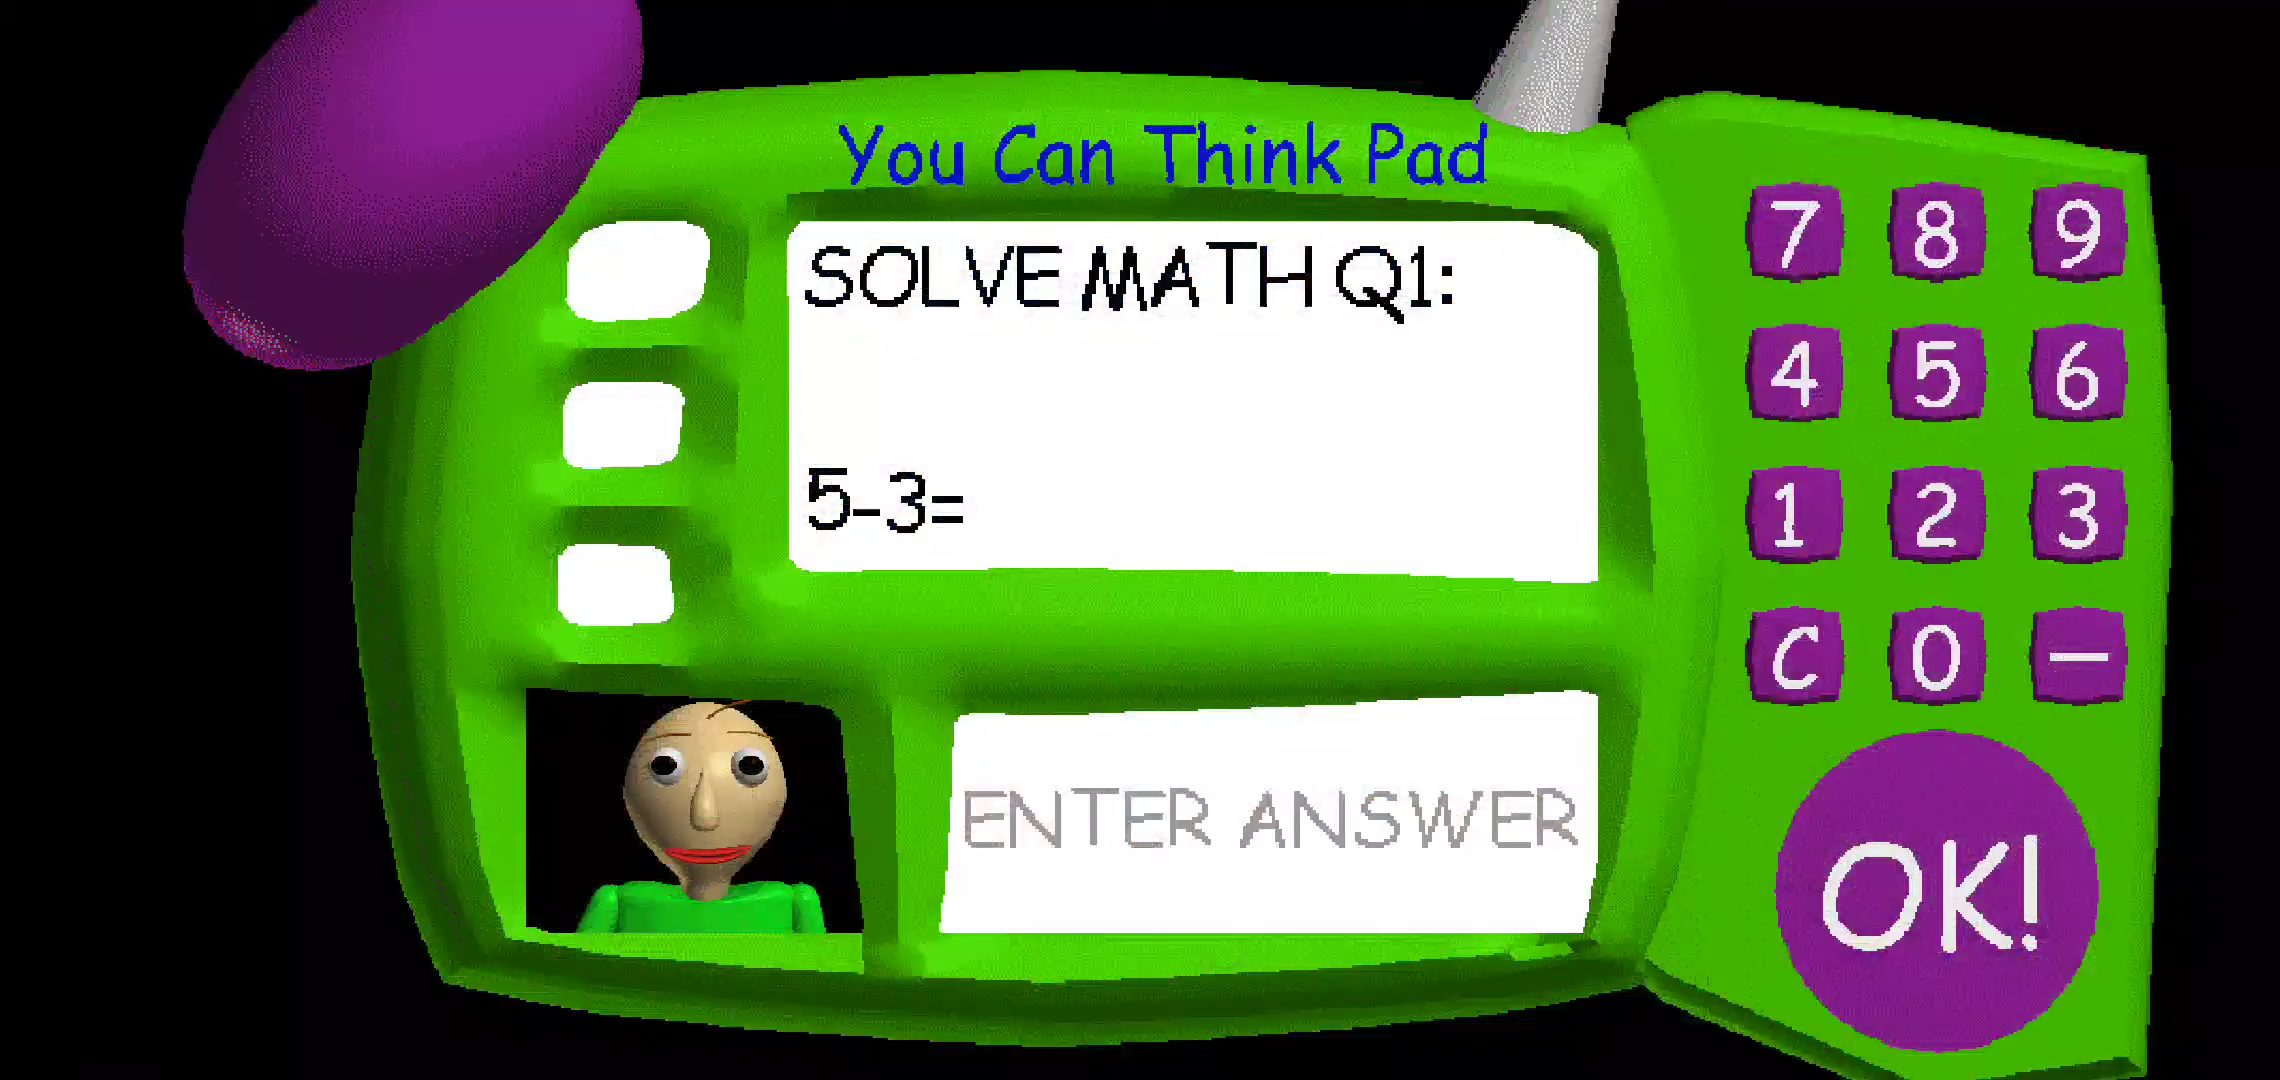 You Can Think Pad
SOLVE MATH Q1:
5-3=
ENTER ANSWER
7 8 9
4 5 6
1 2 3
C 0 −
OK!